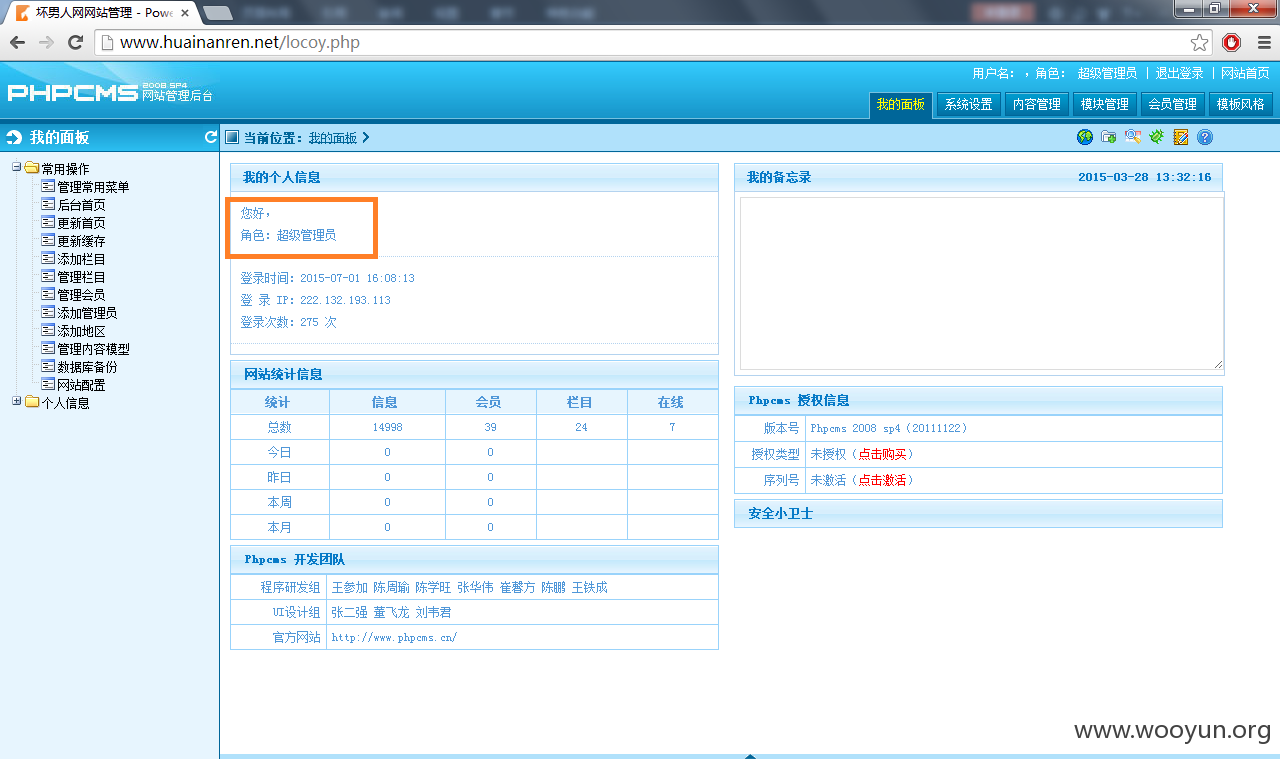 坏男人网网站管理 - Powe
www.huainanren.net/locoy.php
用户名： ，角色： 超级管理员 | 退出登录 | 网站首页
PHPCMS 2008 SP4 网站管理后台
我的面板 系统设置 内容管理 模块管理 会员管理 模板风格
我的面板
当前位置：我的面板
常用操作
管理常用菜单
后台首页
更新首页
更新缓存
添加栏目
管理栏目
管理会员
添加管理员
添加地区
管理内容模型
数据库备份
网站配置
个人信息
我的个人信息
您好，
角色：超级管理员
登录时间：2015-07-01 16:08:13
登 录 IP：222.132.193.113
登录次数：275 次
网站统计信息
统计 信息 会员 栏目 在线
总数 14998 39 24 7
今日 0 0
昨日 0 0
本周 0 0
本月 0 0
Phpcms 开发团队
程序研发组 王参加 陈周瑜 陈学旺 张华伟 崔馨方 陈鹏 王铁成
UI设计组 张二强 董飞龙 刘韦君
官方网站 http://www.phpcms.cn/
我的备忘录 2015-03-28 13:32:16
Phpcms 授权信息
版本号 Phpcms 2008 sp4（20111122）
授权类型 未授权（点击购买）
序列号 未激活（点击激活）
安全小卫士
www.wooyun.org